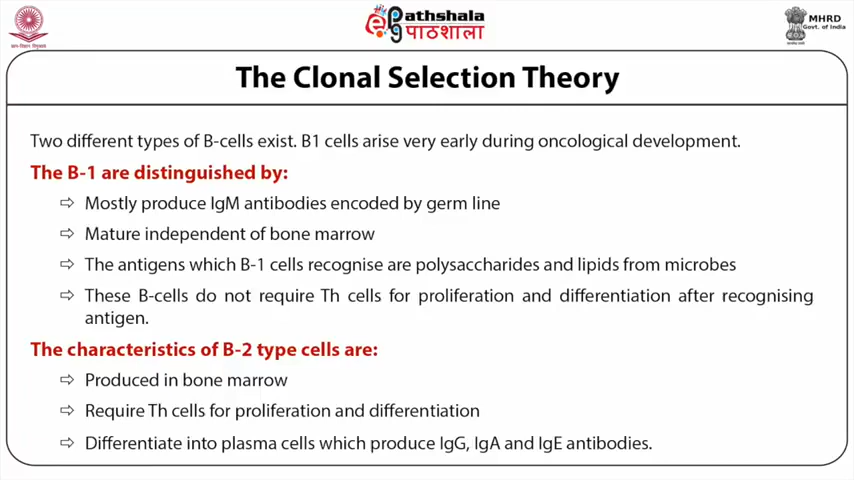 Pathshala
पाठशाला
MHRD
Govt. of India
The Clonal Selection Theory
Two different types of B-cells exist. B1 cells arise very early during oncological development.
The B-1 are distinguished by:
⇨ Mostly produce IgM antibodies encoded by germ line
⇨ Mature independent of bone marrow
⇨ The antigens which B-1 cells recognise are polysaccharides and lipids from microbes
⇨ These B-cells do not require Th cells for proliferation and differentiation after recognising
antigen.
The characteristics of B-2 type cells are:
⇨ Produced in bone marrow
⇨ Require Th cells for proliferation and differentiation
⇨ Differentiate into plasma cells which produce IgG, IgA and IgE antibodies.